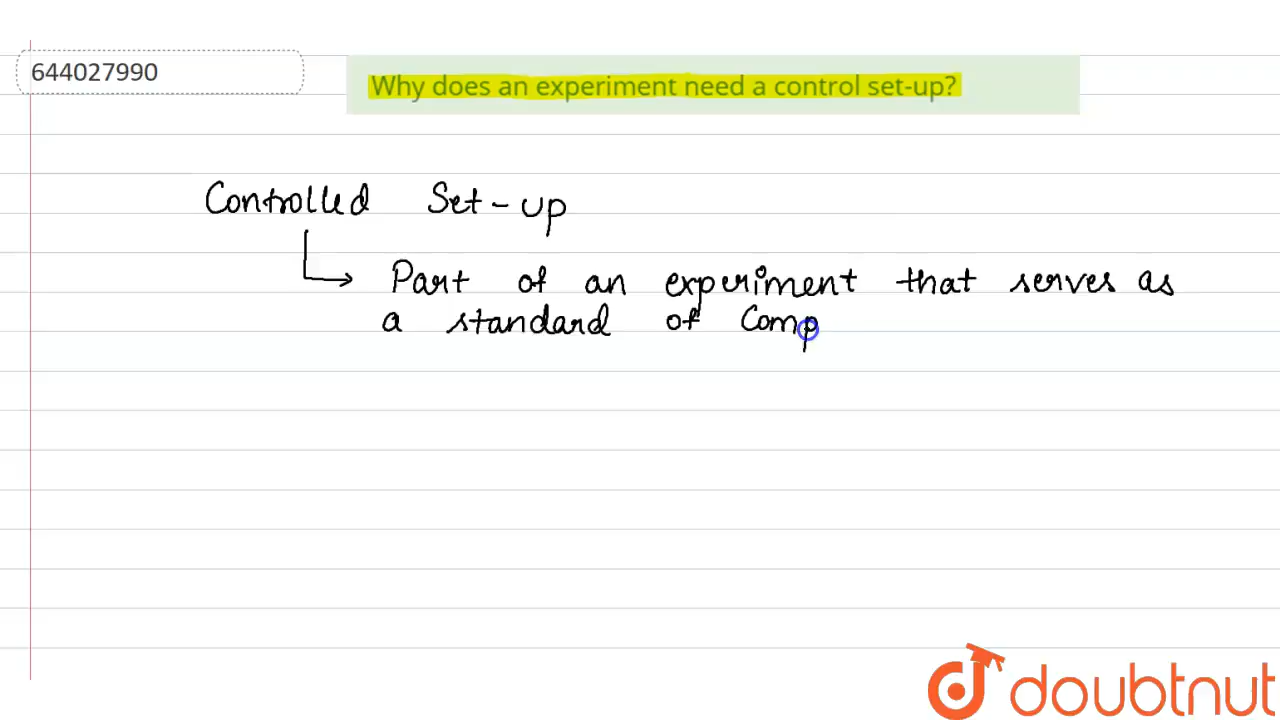 644027990
Why does an experiment need a control set-up?
Controlled Set-up
Part of an experiment that serves as
a standard of Comp
doubtnut